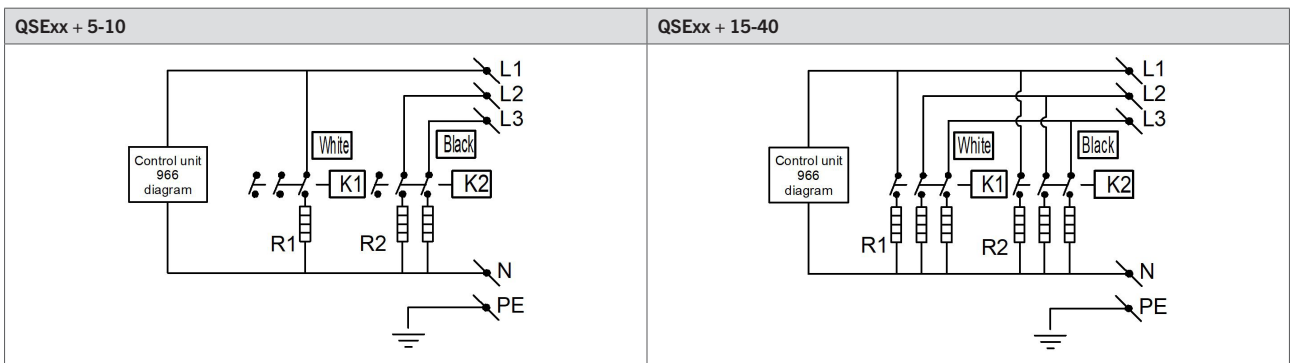 QSExx + 5-10
L1
L2
L3
White
Black
Control unit
966
diagram
K1
K2
R1
R2
N
PE
QSExx + 15-40
L1
L2
L3
White
Black
Control unit
966
diagram
K1
K2
R1
R2
N
PE